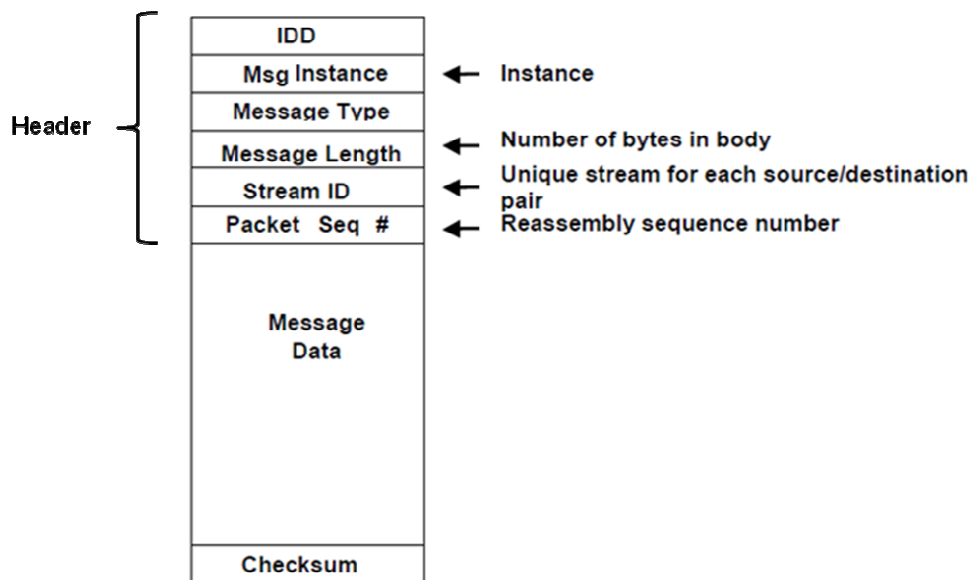 IDD
Msg Instance
Instance
Message Type
Header
Message Length
Number of bytes in body
Stream ID
Unique stream for each source/destination
pair
Packet Seq #
Reassembly sequence number
Message
Data
Checksum